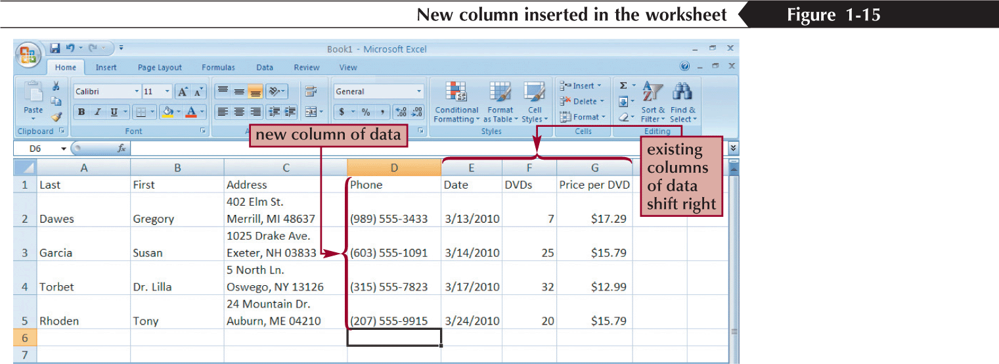 New column inserted in the worksheet Figure 1-15
Book1 - Microsoft Excel
Home Insert Page Layout Formulas Data Review View
Calibri 11 A A General Insert Σ
Paste B I U A $ % , Conditional Formatting Format as Table Cell Styles Delete Sort & Filter Find & Select
Format
Clipboard Font A Styles Cells Editing
new column of data
existing
columns
of data
shift right
D6 fx
A B C D E F G
1 Last First Address Phone Date DVDs Price per DVD
402 Elm St.
2 Dawes Gregory Merrill, MI 48637 (989) 555-3433 3/13/2010 7 $17.29
1025 Drake Ave.
3 Garcia Susan Exeter, NH 03833 (603) 555-1091 3/14/2010 25 $15.79
5 North Ln.
4 Torbet Dr. Lilla Oswego, NY 13126 (315) 555-7823 3/17/2010 32 $12.99
24 Mountain Dr.
5 Rhoden Tony Auburn, ME 04210 (207) 555-9915 3/24/2010 20 $15.79
6
7